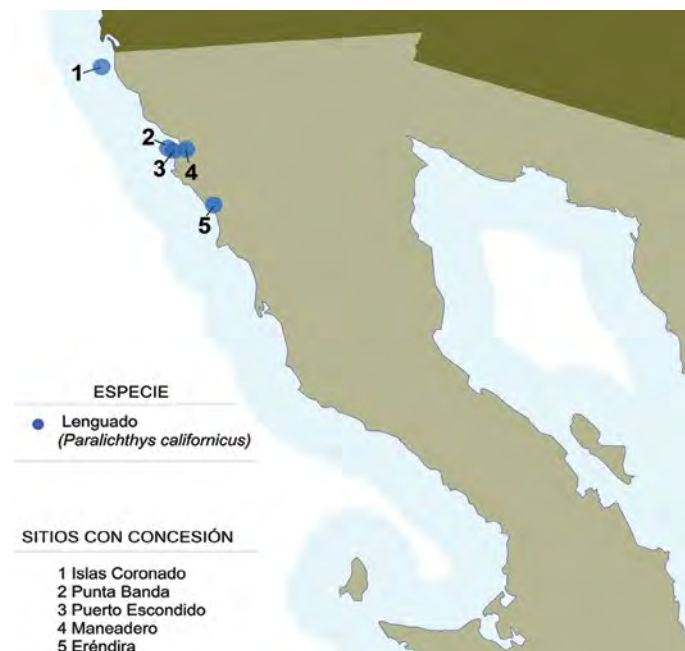 1
2
3
4
5
ESPECIE
Lenguado
(Paralichthys californicus)
SITIOS CON CONCESIÓN
1 Islas Coronado
2 Punta Banda
3 Puerto Escondido
4 Maneadero
5 Eréndira